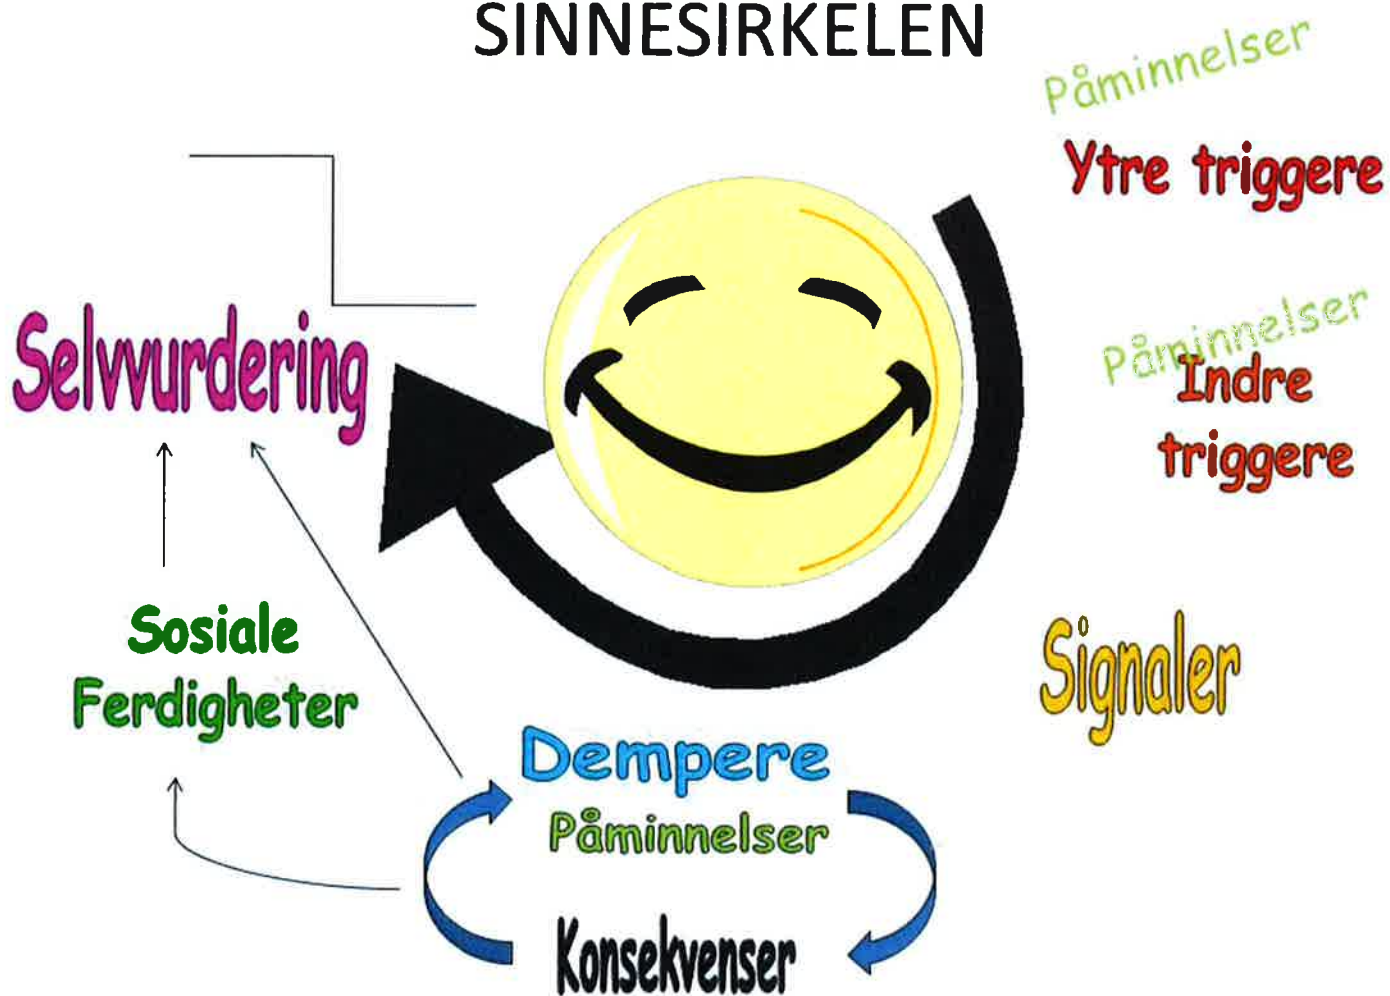 SINNESIRKELEN
Påminnelser
Ytre triggere
Påminnelser
Indre
triggere
Signaler
Dempere
Påminnelser
Konsekvenser
Sosiale
Ferdigheter
Selvvurdering